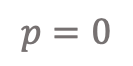 p = 0